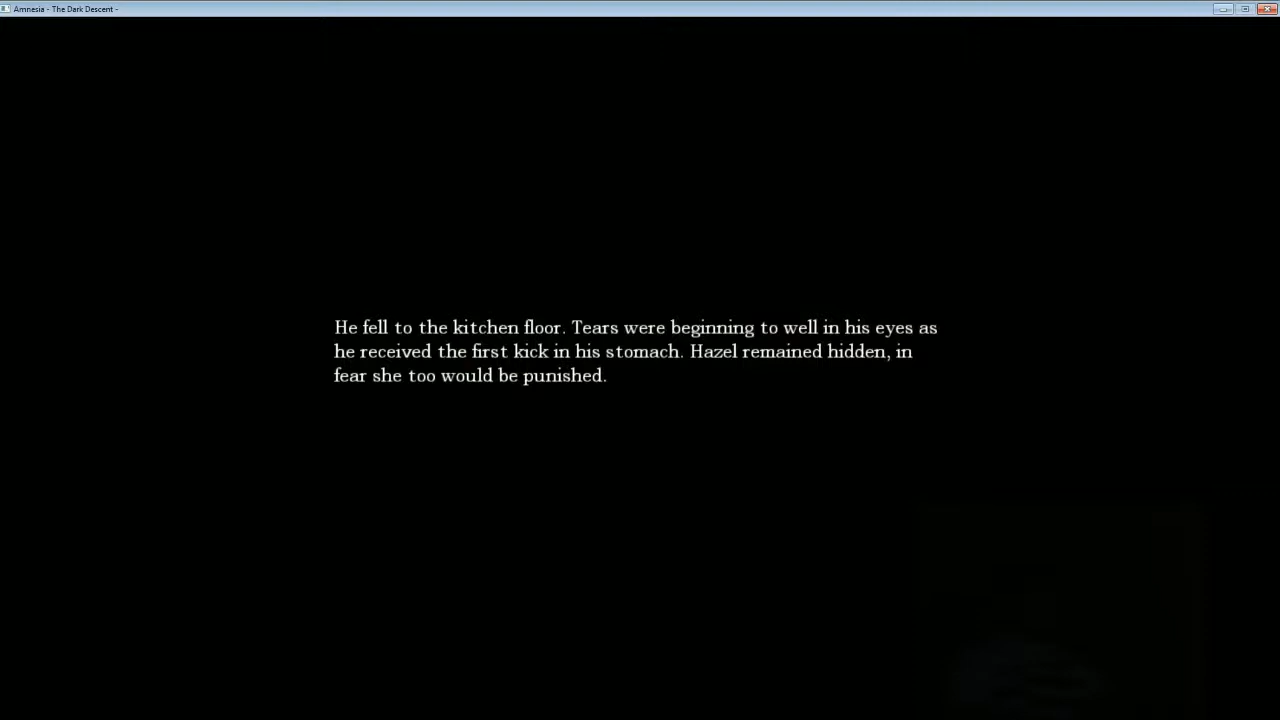 Amnesia - The Dark Descent -
He fell to the kitchen floor. Tears were beginning to well in his eyes as
he received the first kick in his stomach. Hazel remained hidden, in
fear she too would be punished.